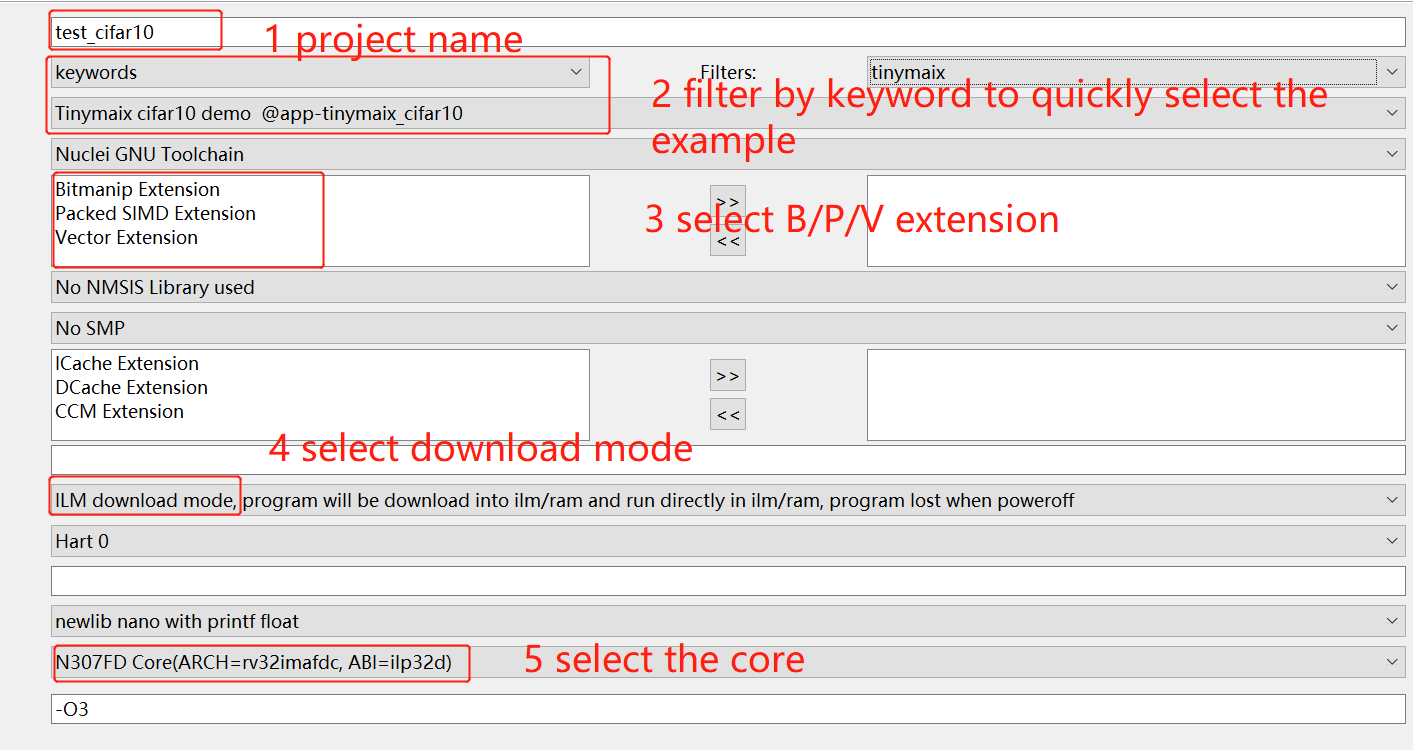 test_cifar10
1 project name
keywords
Filters:
tinymaix
2 filter by keyword to quickly select the
example
Tinymaix cifar10 demo @app-tinymaix_cifar10
Nuclei GNU Toolchain
Bitmanip Extension
Packed SIMD Extension
Vector Extension
>>
<<
3 select B/P/V extension
No NMSIS Library used
No SMP
ICache Extension
DCache Extension
CCM Extension
>>
<<
4 select download mode
ILM download mode, program will be download into ilm/ram and run directly in ilm/ram, program lost when poweroff
Hart 0
newlib nano with printf float
N307FD Core(ARCH=rv32imafdc, ABI=ilp32d)
5 select the core
-O3